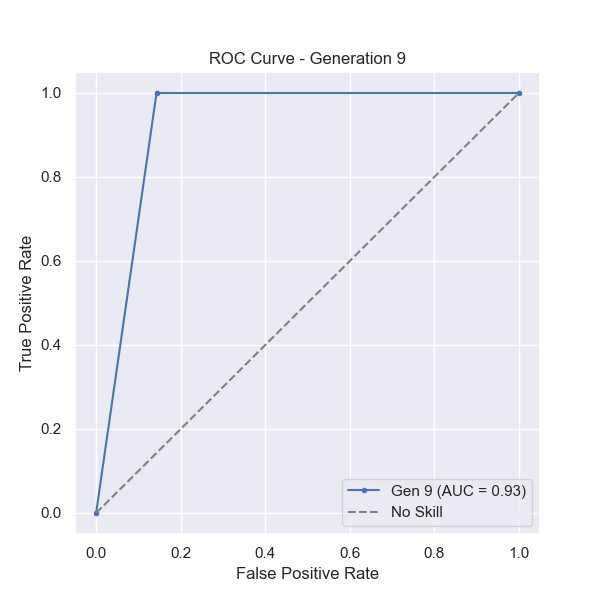 ROC Curve - Generation 9
True Positive Rate
1.0
0.8
0.6
0.4
0.2
0.0
Gen 9 (AUC = 0.93)
No Skill
0.0 0.2 0.4 0.6 0.8 1.0
False Positive Rate